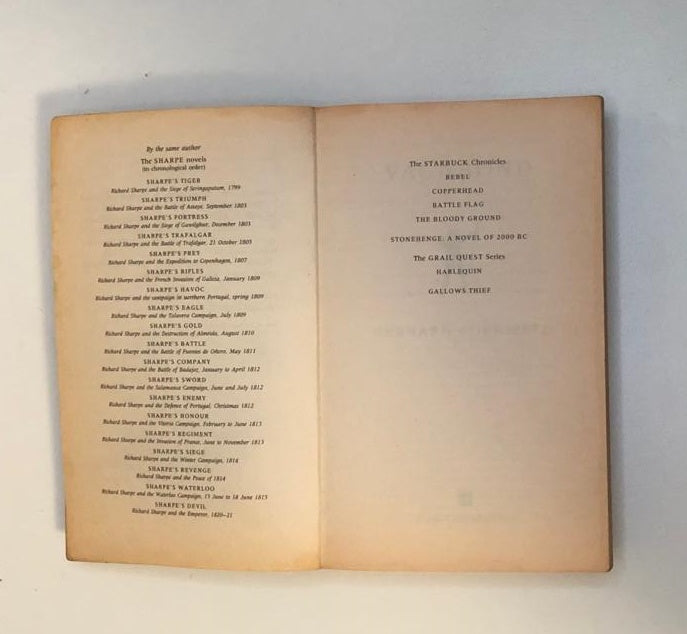 By the same author
The SHARPE novels
(in chronological order)
SHARPE'S TIGER
Richard Sharpe and the Siege of Seringapatam, 1799
SHARPE'S TRIUMPH
Richard Sharpe and the Battle of Assaye, September 1803
SHARPE'S FORTRESS
Richard Sharpe and the Siege of Gawilghur, December 1803
SHARPE'S TRAFALGAR
Richard Sharpe and the Battle of Trafalgar, 21 October 1805
SHARPE'S PREY
Richard Sharpe and the Expedition to Copenhagen, 1807
SHARPE'S RIFLES
Richard Sharpe and the French Invasion of Galicia, January 1809
SHARPE'S HAVOC
Richard Sharpe and the campaign in northern Portugal, spring 1809
SHARPE'S EAGLE
Richard Sharpe and the Talavera Campaign, July 1809
SHARPE'S GOLD
Richard Sharpe and the Destruction of Almeida, August 1810
SHARPE'S BATTLE
Richard Sharpe and the Battle of Fuentes de Oñoro, May 1811
SHARPE'S COMPANY
Richard Sharpe and the Battle of Badajoz, January to April 1812
SHARPE'S SWORD
Richard Sharpe and the Salamanca Campaign, June and July 1812
SHARPE'S ENEMY
Richard Sharpe and the Defence of Portugal, Christmas 1812
SHARPE'S HONOUR
Richard Sharpe and the Vitoria Campaign, February to June 1813
SHARPE'S REGIMENT
Richard Sharpe and the Invasion of France, June to November 1813
SHARPE'S SIEGE
Richard Sharpe and the Winter Campaign, 1814
SHARPE'S REVENGE
Richard Sharpe and the Peace of 1814
SHARPE'S WATERLOO
Richard Sharpe and the Waterloo Campaign, 15 June to 18 June 1815
SHARPE'S DEVIL
Richard Sharpe and the Emperor, 1820–21
The STARBUCK Chronicles
REBEL
COPPERHEAD
BATTLE FLAG
THE BLOODY GROUND
STONEHENGE: A NOVEL OF 2000 BC
The GRAIL QUEST Series
HARLEQUIN
GALLOWS THIEF